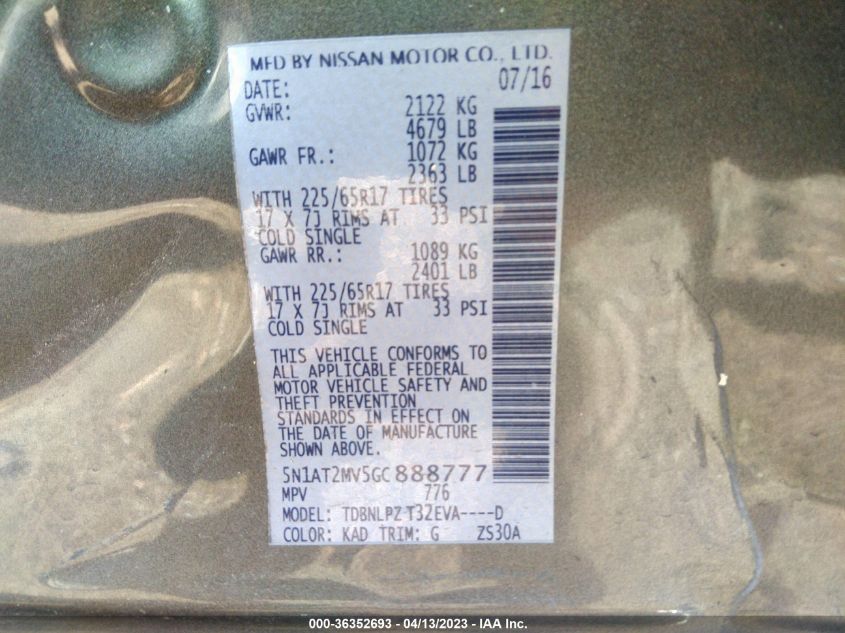 MFD BY NISSAN MOTOR CO., LTD.
DATE: 07/16
GVWR: 2122 KG
4679 LB
GAWR FR.: 1072 KG
2363 LB
WITH 225/65R17 TIRES
17 X 7J RIMS AT 33 PSI
COLD SINGLE
GAWR RR.: 1089 KG
2401 LB
WITH 225/65R17 TIRES
17 X 7J RIMS AT 33 PSI
COLD SINGLE
THIS VEHICLE CONFORMS TO
ALL APPLICABLE FEDERAL
MOTOR VEHICLE SAFETY AND
THEFT PREVENTION
STANDARDS IN EFFECT ON
THE DATE OF MANUFACTURE
SHOWN ABOVE.
5N1AT2MV5GC888777
MPV 776
MODEL: TDBNLPZ T32EVA----D
COLOR: KAD TRIM: G ZS30A
000-36352693 - 04/13/2023 - IAA Inc.